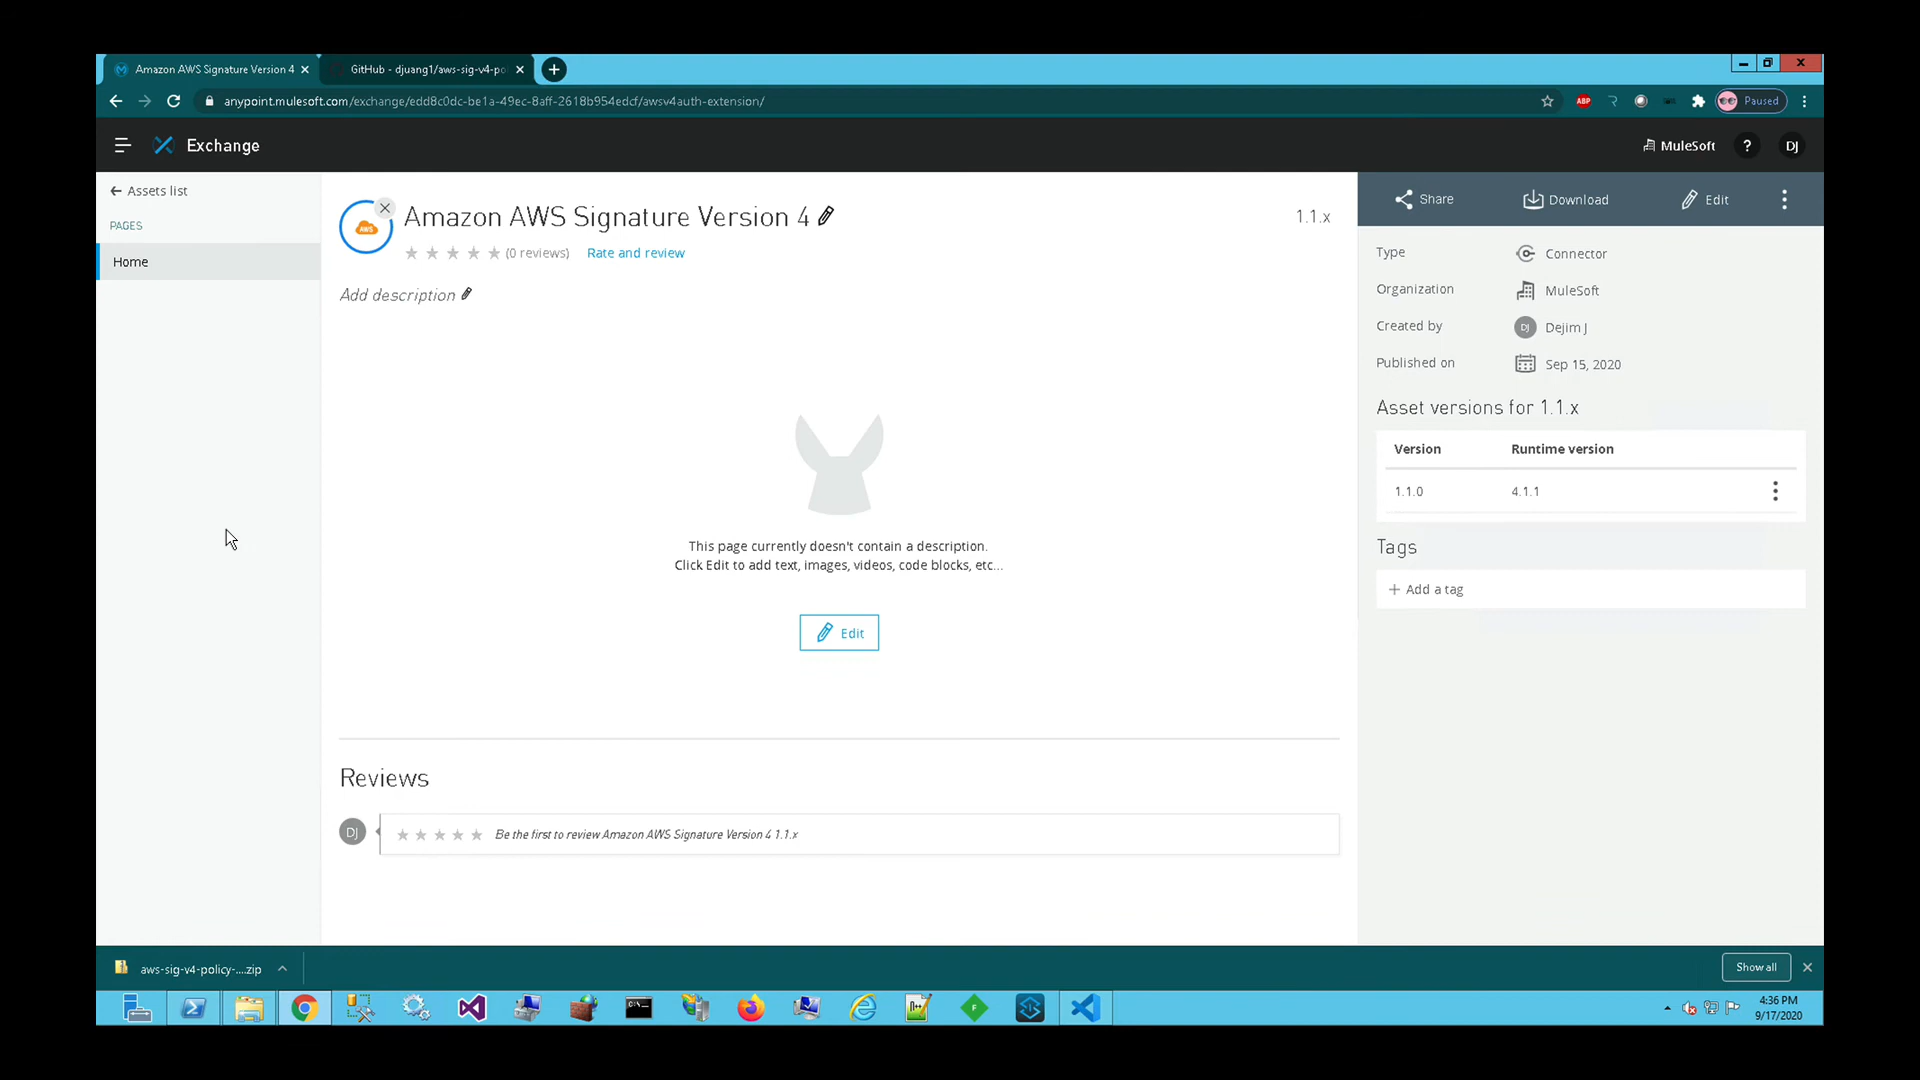 Amazon AWS Signature Version 4
GitHub - djuang1/aws-sig-v4-po
anypoint.mulesoft.com/exchange/edd8c0dc-be1a-49ec-8aff-2618b954edcf/awsv4auth-extension/
ABP
Paused
Exchange
MuleSoft
?
DJ
Assets list
PAGES
Home
aws
Amazon AWS Signature Version 4
1.1.x
(0 reviews) Rate and review
Add description
This page currently doesn't contain a description.
Click Edit to add text, images, videos, code blocks, etc...
Edit
Reviews
DJ
Be the first to review Amazon AWS Signature Version 4 1.1.x
Share
Download
Edit
Type Connector
Organization MuleSoft
Created by DJ Dejim J
Published on Sep 15, 2020
Asset versions for 1.1.x
Version Runtime version
1.1.0 4.1.1
Tags
+ Add a tag
aws-sig-v4-policy-....zip
Show all
4:36 PM
9/17/2020